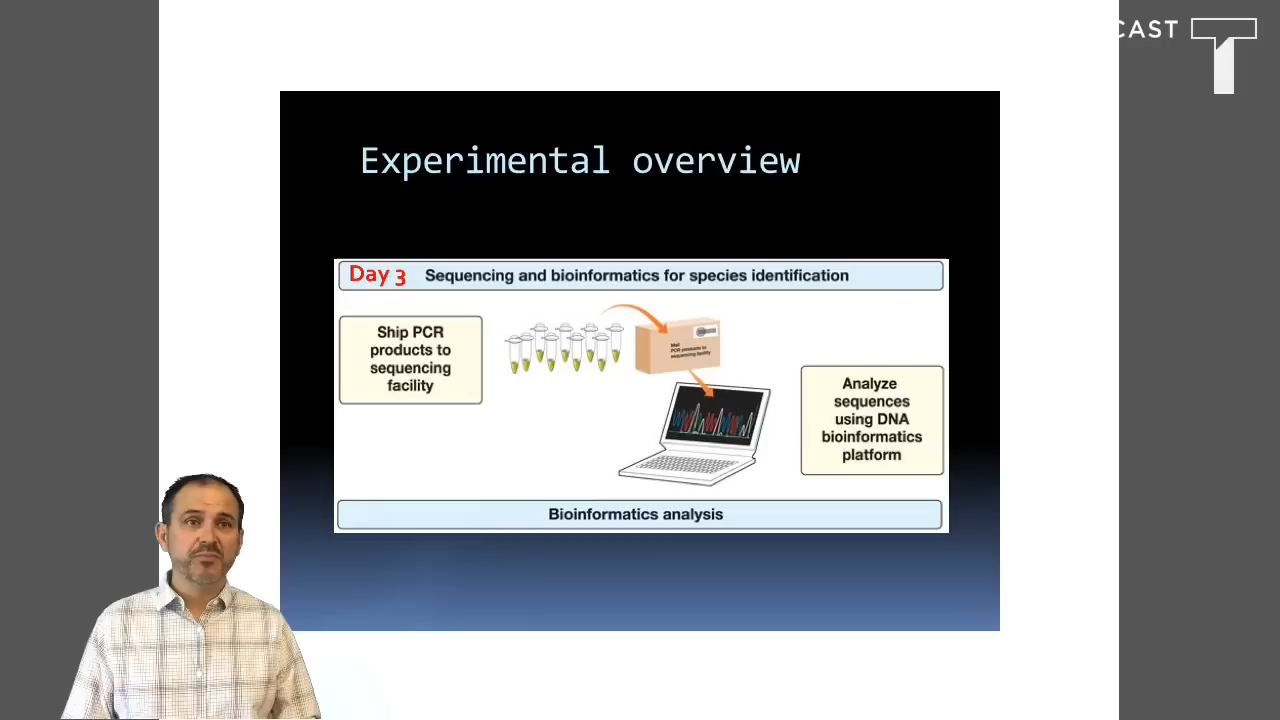 CAST
Experimental overview
Day 3 Sequencing and bioinformatics for species identification
Ship PCR
products to
sequencing
facility
Mail
PCR products to
sequencing facility
Analyze
sequences
using DNA
bioinformatics
platform
Bioinformatics analysis